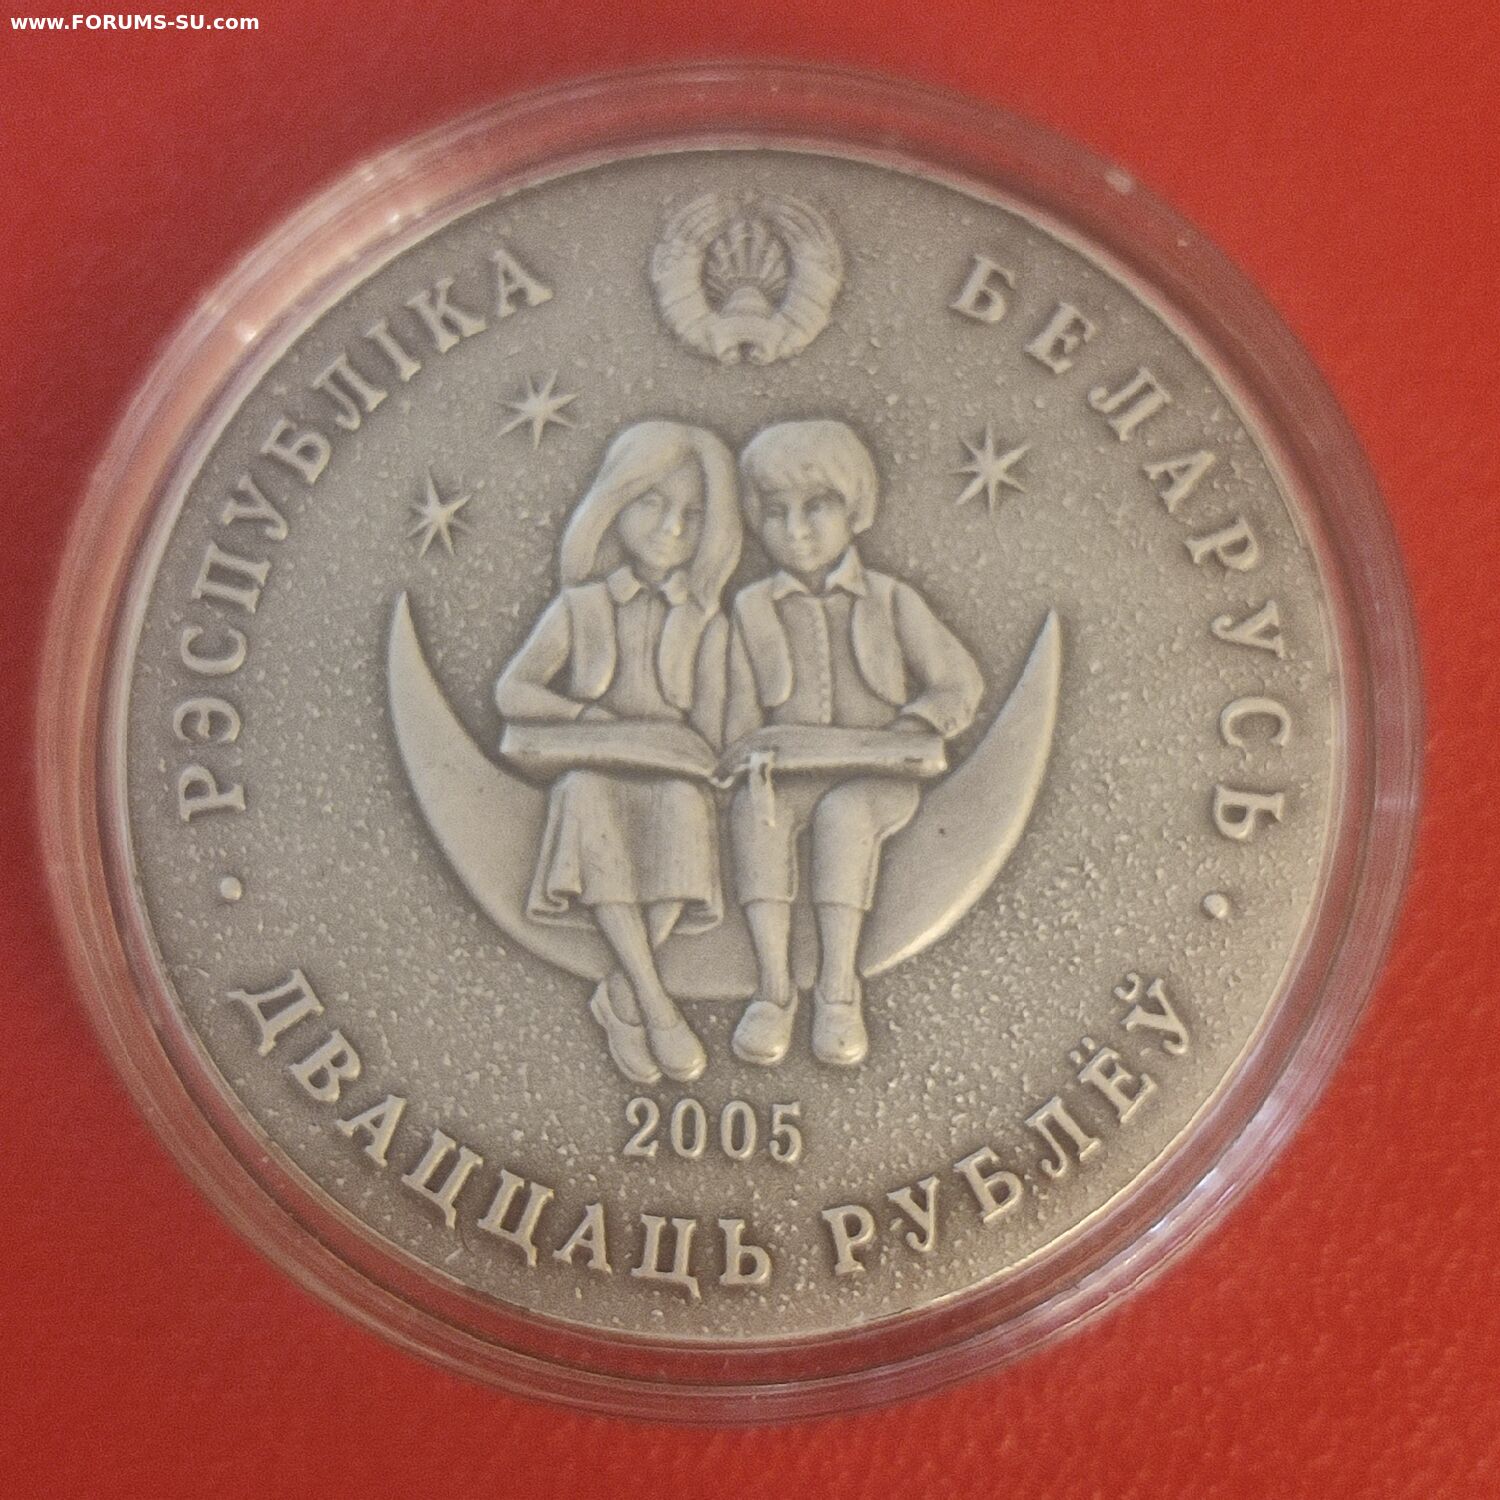 www.FORUMS-SU.com
РЭСПУБЛІКА БЕЛАРУСЬ
2005
ДВАЦЦАЦЬ РУБЛЁЎ